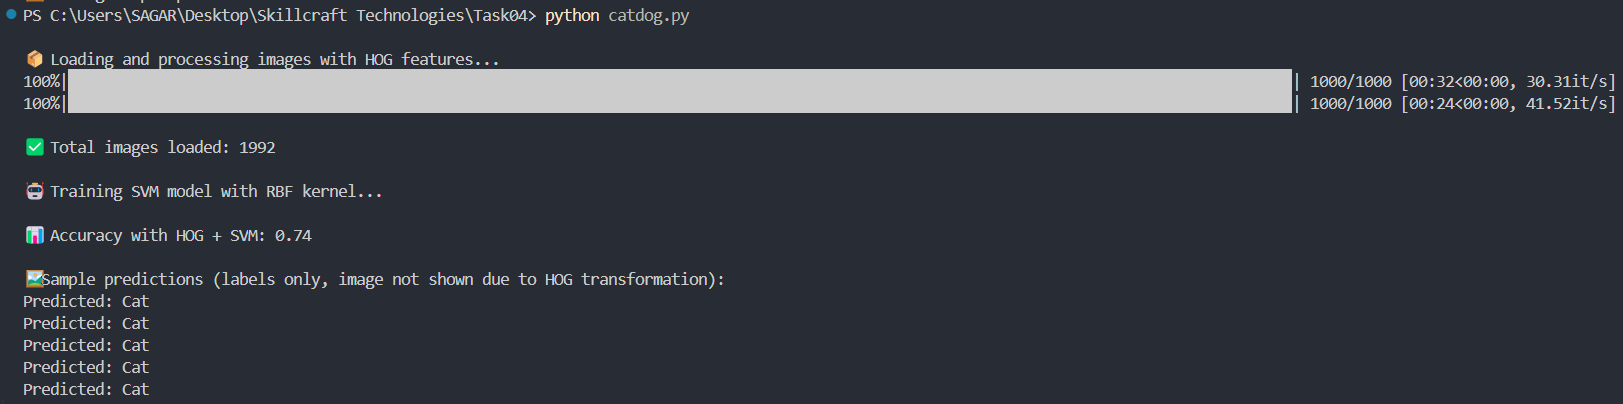 PS C:\Users\SAGAR\Desktop\Skillcraft Technologies\Task04> python catdog.py
📦 Loading and processing images with HOG features...
100%| | 1000/1000 [00:32<00:00, 30.31it/s]
100%| | 1000/1000 [00:24<00:00, 41.52it/s]
✅ Total images loaded: 1992
🤖 Training SVM model with RBF kernel...
📊 Accuracy with HOG + SVM: 0.74
🖼️Sample predictions (labels only, image not shown due to HOG transformation):
Predicted: Cat
Predicted: Cat
Predicted: Cat
Predicted: Cat
Predicted: Cat